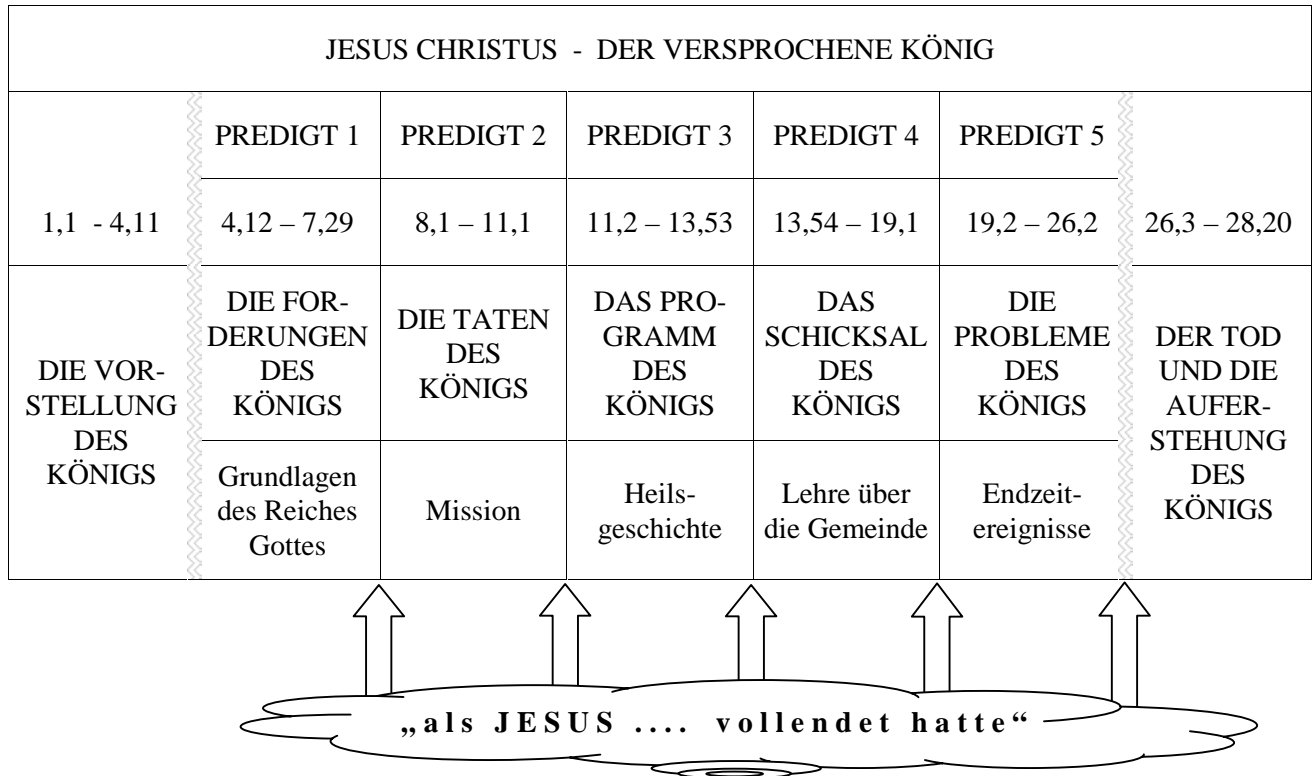 JESUS CHRISTUS - DER VERSPROCHENE KÖNIG
PREDIGT 1 PREDIGT 2 PREDIGT 3 PREDIGT 4 PREDIGT 5
1,1 - 4,11 4,12 – 7,29 8,1 – 11,1 11,2 – 13,53 13,54 – 19,1 19,2 – 26,2 26,3 – 28,20
DIE VOR-
STELLUNG
DES
KÖNIGS
DIE FOR-
DERUNGEN
DES
KÖNIGS
DIE TATEN
DES
KÖNIGS
DAS PRO-
GRAMM
DES
KÖNIGS
DAS
SCHICKSAL
DES
KÖNIGS
DIE
PROBLEME
DES
KÖNIGS
DER TOD
UND DIE
AUFER-
STEHUNG
DES
KÖNIGS
Grundlagen
des Reiches
Gottes
Mission
Heils-
geschichte
Lehre über
die Gemeinde
Endzeit-
ereignisse
„als JESUS .... vollendet hatte“